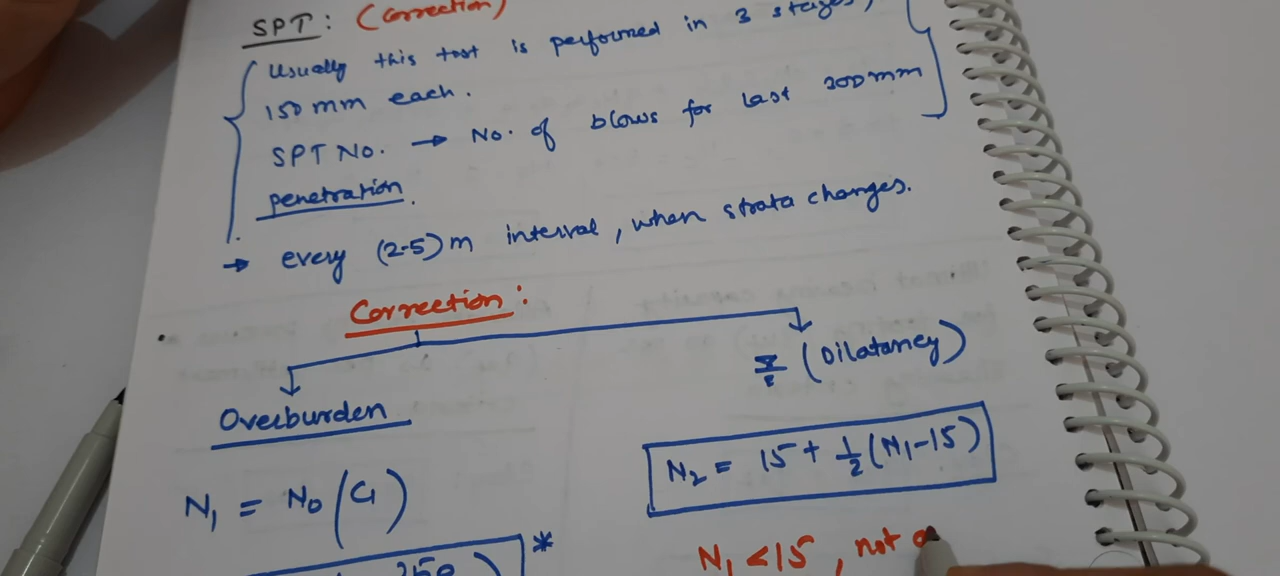 SPT: (Correction)
Usually this test is performed in 3 stages,
150 mm each.
SPT No. → No. of blows for last 300mm
penetration.
→ every (2-5)m interval, when strata changes.
Correction:
Overburden
(Dilatancy)
N₁ = N₀ (C₁)
N₂ = 15 + 1/2 (N₁-15)
350 ) *
N₁ < 15, not